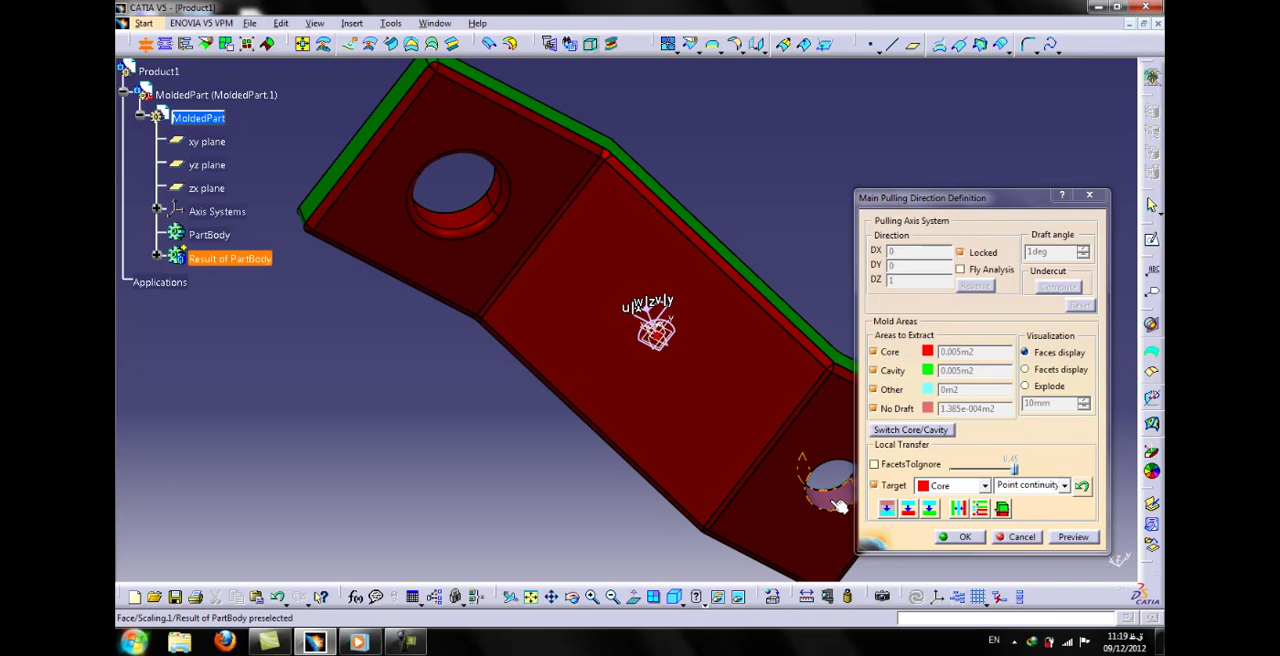 CATIA V5 - [Product1]
Start ENOVIA V5 VPM File Edit View Insert Tools Window Help
Product1
MoldedPart (MoldedPart.1)
MoldedPart
xy plane
yz plane
zx plane
Axis Systems
PartBody
Result of PartBody
Applications
Main Pulling Direction Definition
Pulling Axis System
Direction
DX 0
DY 0
DZ 1
Locked
Fly Analysis
Reverse
Draft angle
1deg
Undercut
Compute
Reset
Mold Areas
Areas to Extract
Core 0.005m2
Cavity 0.005m2
Other 0m2
No Draft 1.385e-004m2
Visualization
Faces display
Facets display
Explode
10mm
Switch Core/Cavity
Local Transfer
FacetsToIgnore 0.45
Target Core Point continuity
OK Cancel Preview
CATIA
Face/Scaling.1/Result of PartBody preselected
EN
11:19 ق.ظ
09/12/2012